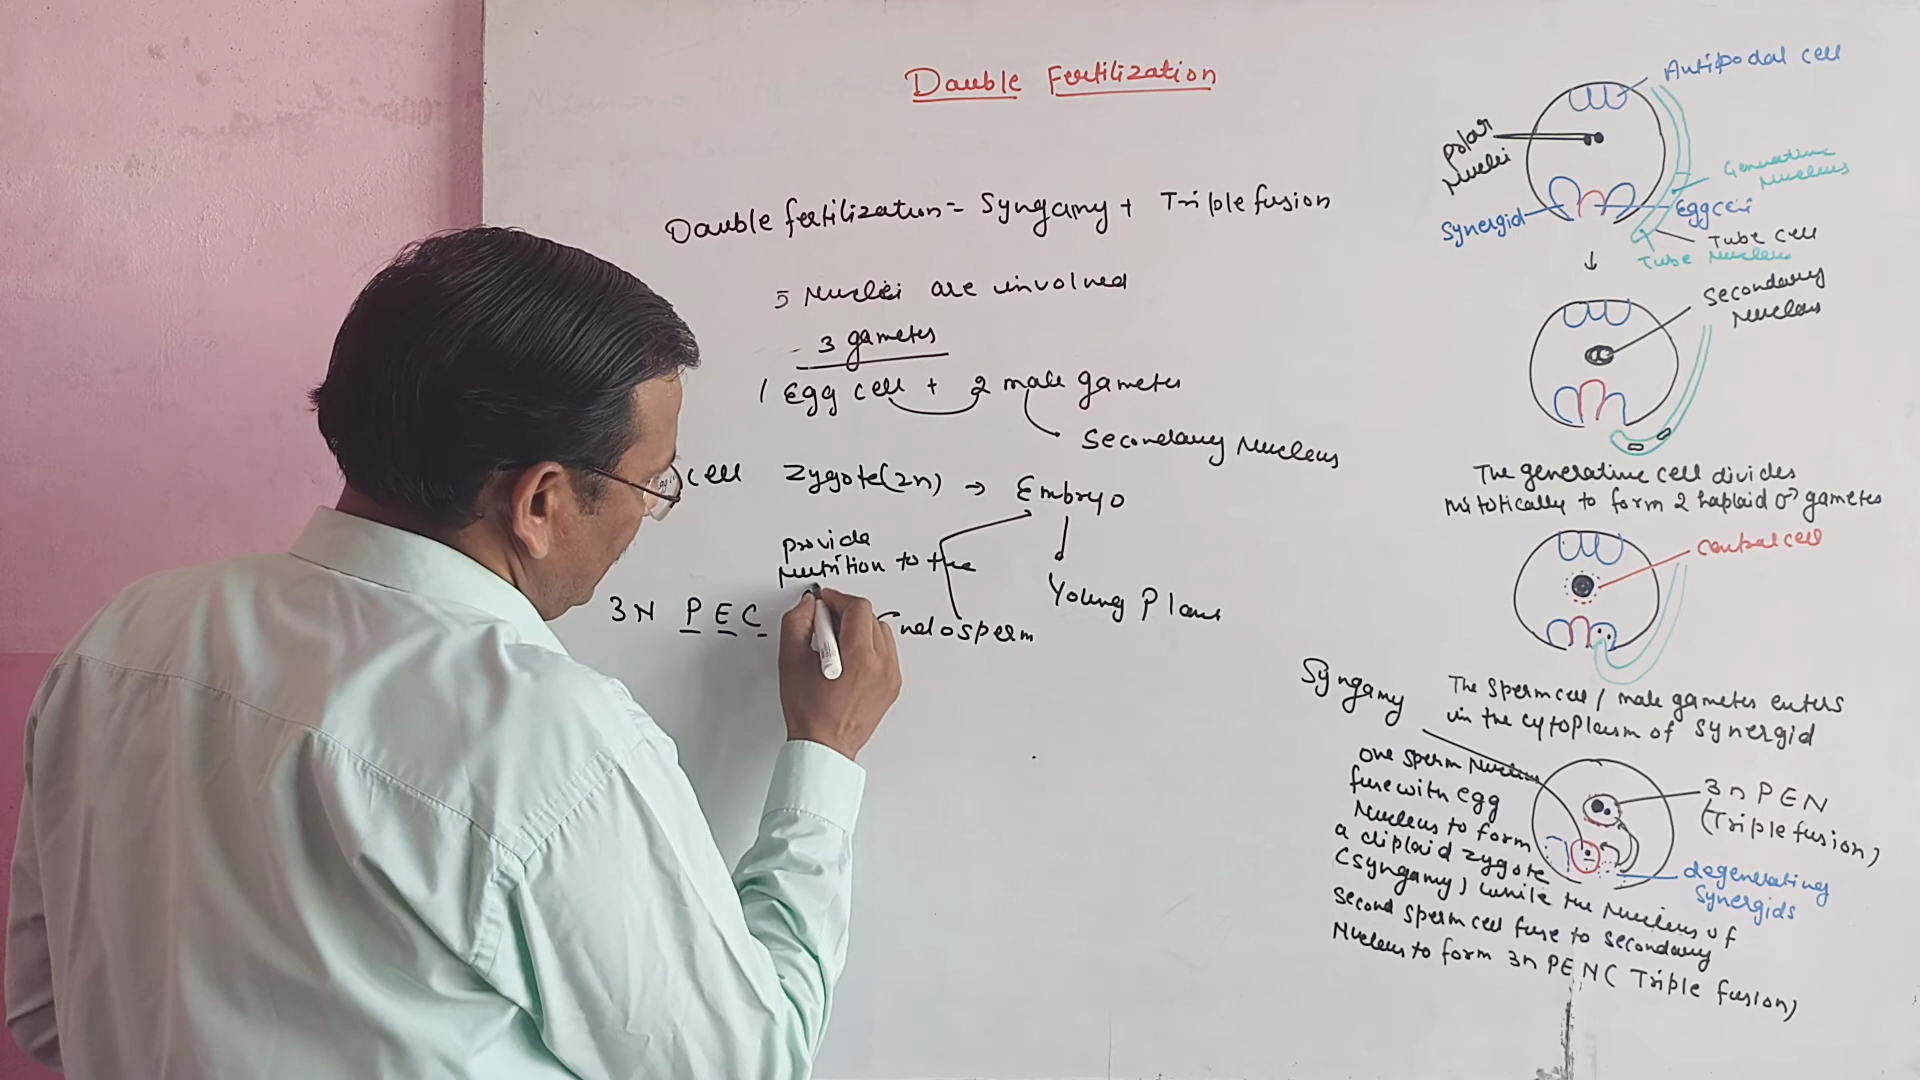 Dauble Fertilization
Dauble fertilization = Syngamy + Triple fusion
5 Nuclei are involved
3 gametes
1 Egg cell + 2 male gametes
Secondary Nucleus
cell Zygote(2n) → Embryo
provide
Nutrition to the
3N PEC
Endosperm
Young Plant
Antipodal cell
Polar
Nuclei
Generative
Nucleus
Synergid
Egg cell
Tube cell
Tube Nucleus
↓
Secondary
Nucleus
The generative cell divides
mitotically to form 2 haploid ♂ gametes
Central cell
The sperm cell / male gametes enters
in the cytoplasm of synergid
Syngamy
One sperm Nucleus
fuse with egg
Nucleus to form
a diploid zygote
(syngamy) while the nucleus of
second sperm cell fuse to secondary
Nucleus to form 3n PEN ( Triple fusion)
3n PEN
(Triple fusion)
degenerating
synergids